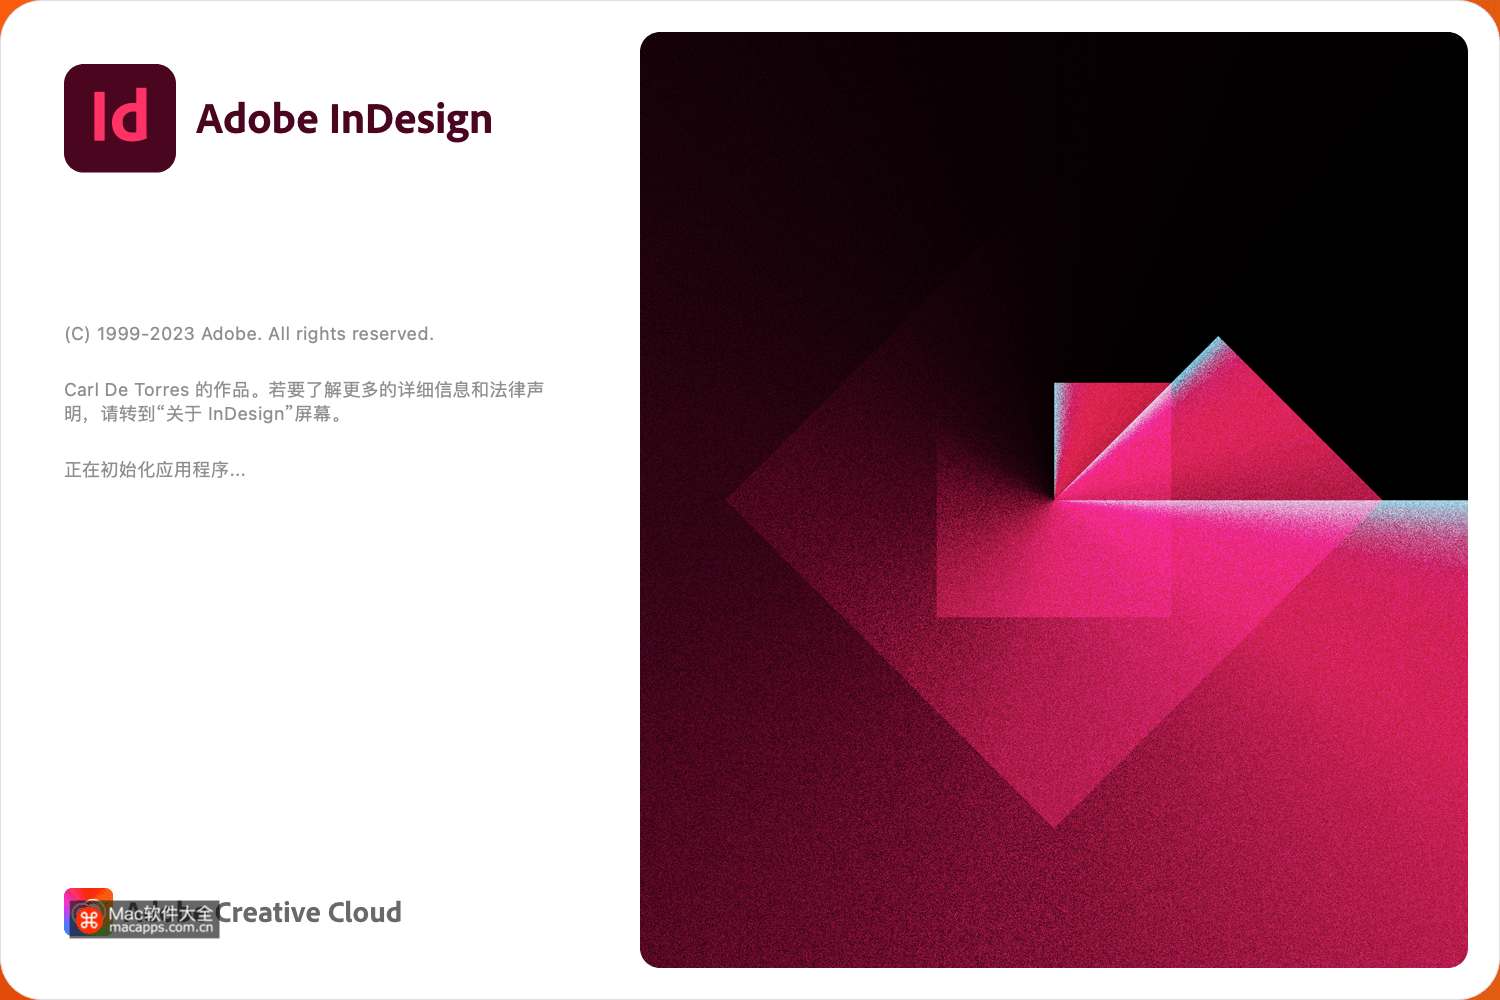 Id
Adobe InDesign
(C) 1999-2023 Adobe. All rights reserved.
Carl De Torres 的作品。若要了解更多的详细信息和法律声
明，请转到“关于 InDesign”屏幕。
正在初始化应用程序...
Adobe Creative Cloud
Mac软件大全
macapps.com.cn